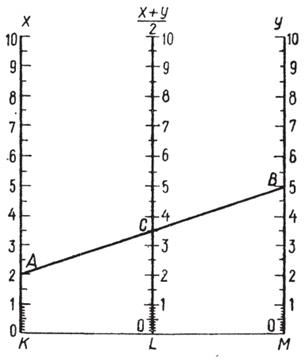 x (x+y)/2 y
10 10 10
9 9 9
8 8 8
7 7 7
6 6 6
B
5 5 5
C
4 4 4
3 3 3
A
2 2 2
1 1 1
0 0 0
K L M